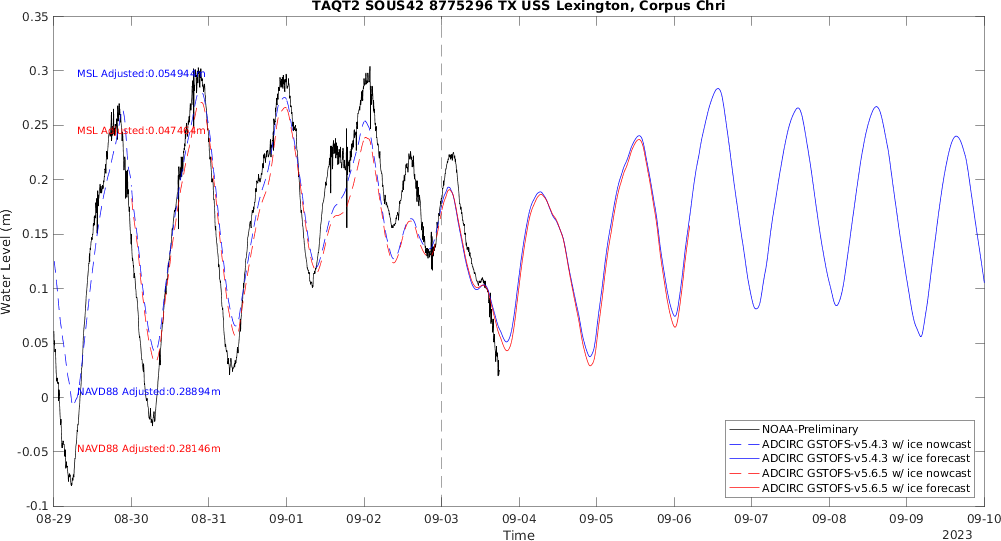 TAQT2 SOUS42 8775296 TX USS Lexington, Corpus Chri
0.35
0.3
0.25
0.2
0.15
0.1
0.05
0
-0.05
-0.1
Water Level (m)
MSL Adjusted:0.054944m
MSL Adjusted:0.047464m
NAVD88 Adjusted:0.28894m
NAVD88 Adjusted:0.28146m
NOAA-Preliminary
ADCIRC GSTOFS-v5.4.3 w/ ice nowcast
ADCIRC GSTOFS-v5.4.3 w/ ice forecast
ADCIRC GSTOFS-v5.6.5 w/ ice nowcast
ADCIRC GSTOFS-v5.6.5 w/ ice forecast
08-29 08-30 08-31 09-01 09-02 09-03 09-04 09-05 09-06 09-07 09-08 09-09 09-10
Time
2023